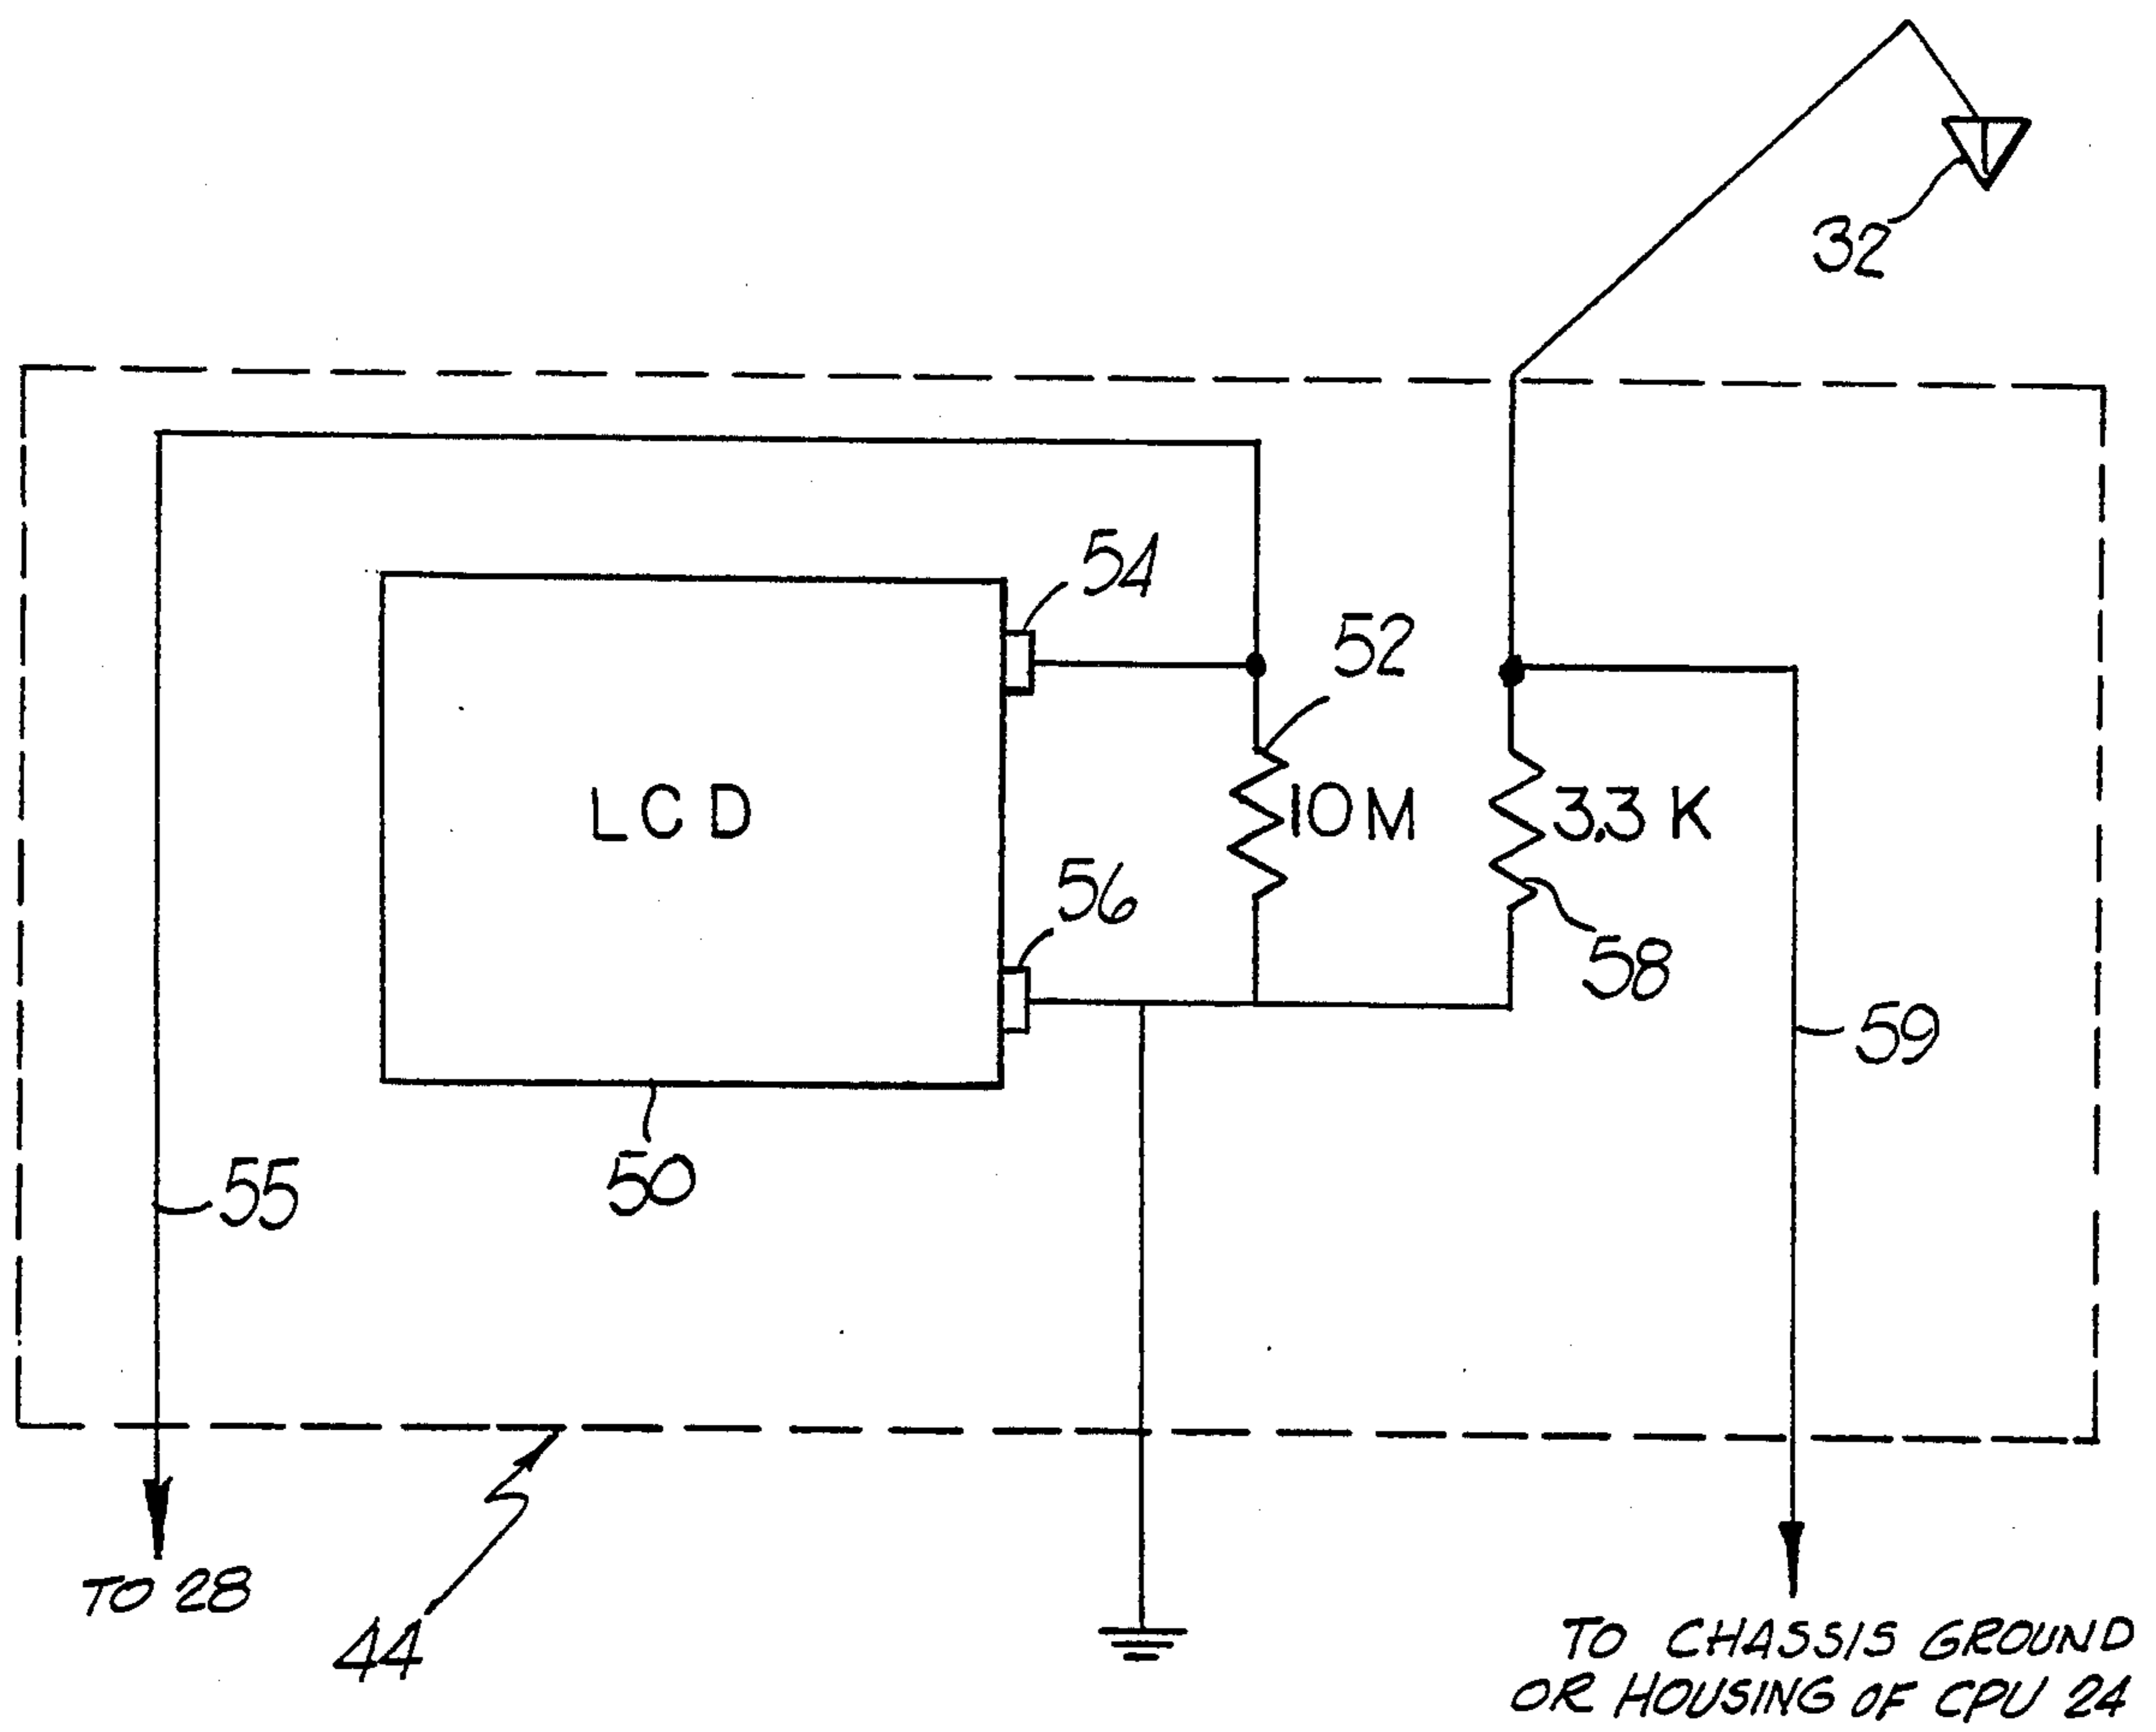 32
54
52
LCD
10M
3.3K
56
58
59
50
55
TO 28
44
TO CHASSIS GROUND
OR HOUSING OF CPU 24